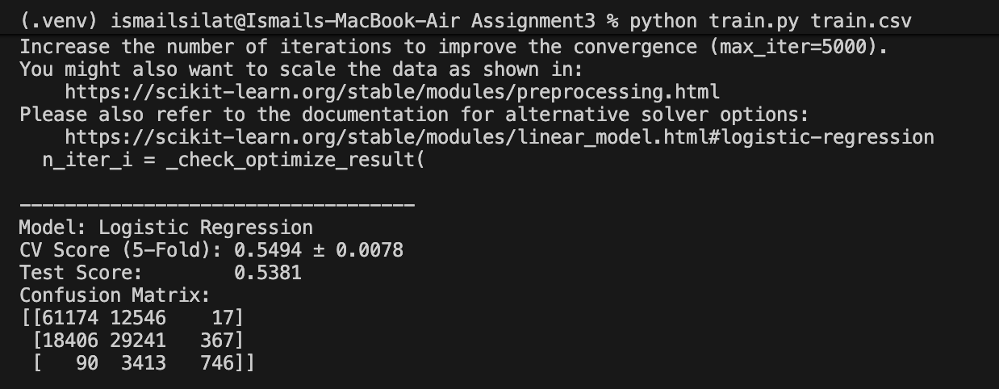 (.venv) ismailsilat@Ismails-MacBook-Air Assignment3 % python train.py train.csv
Increase the number of iterations to improve the convergence (max_iter=5000).
You might also want to scale the data as shown in:
    https://scikit-learn.org/stable/modules/preprocessing.html
Please also refer to the documentation for alternative solver options:
    https://scikit-learn.org/stable/modules/linear_model.html#logistic-regression
  n_iter_i = _check_optimize_result(

-----------------------------------
Model: Logistic Regression
CV Score (5-Fold): 0.5494 ± 0.0078
Test Score:        0.5381
Confusion Matrix:
[[61174 12546    17]
 [18406 29241   367]
 [   90  3413   746]]